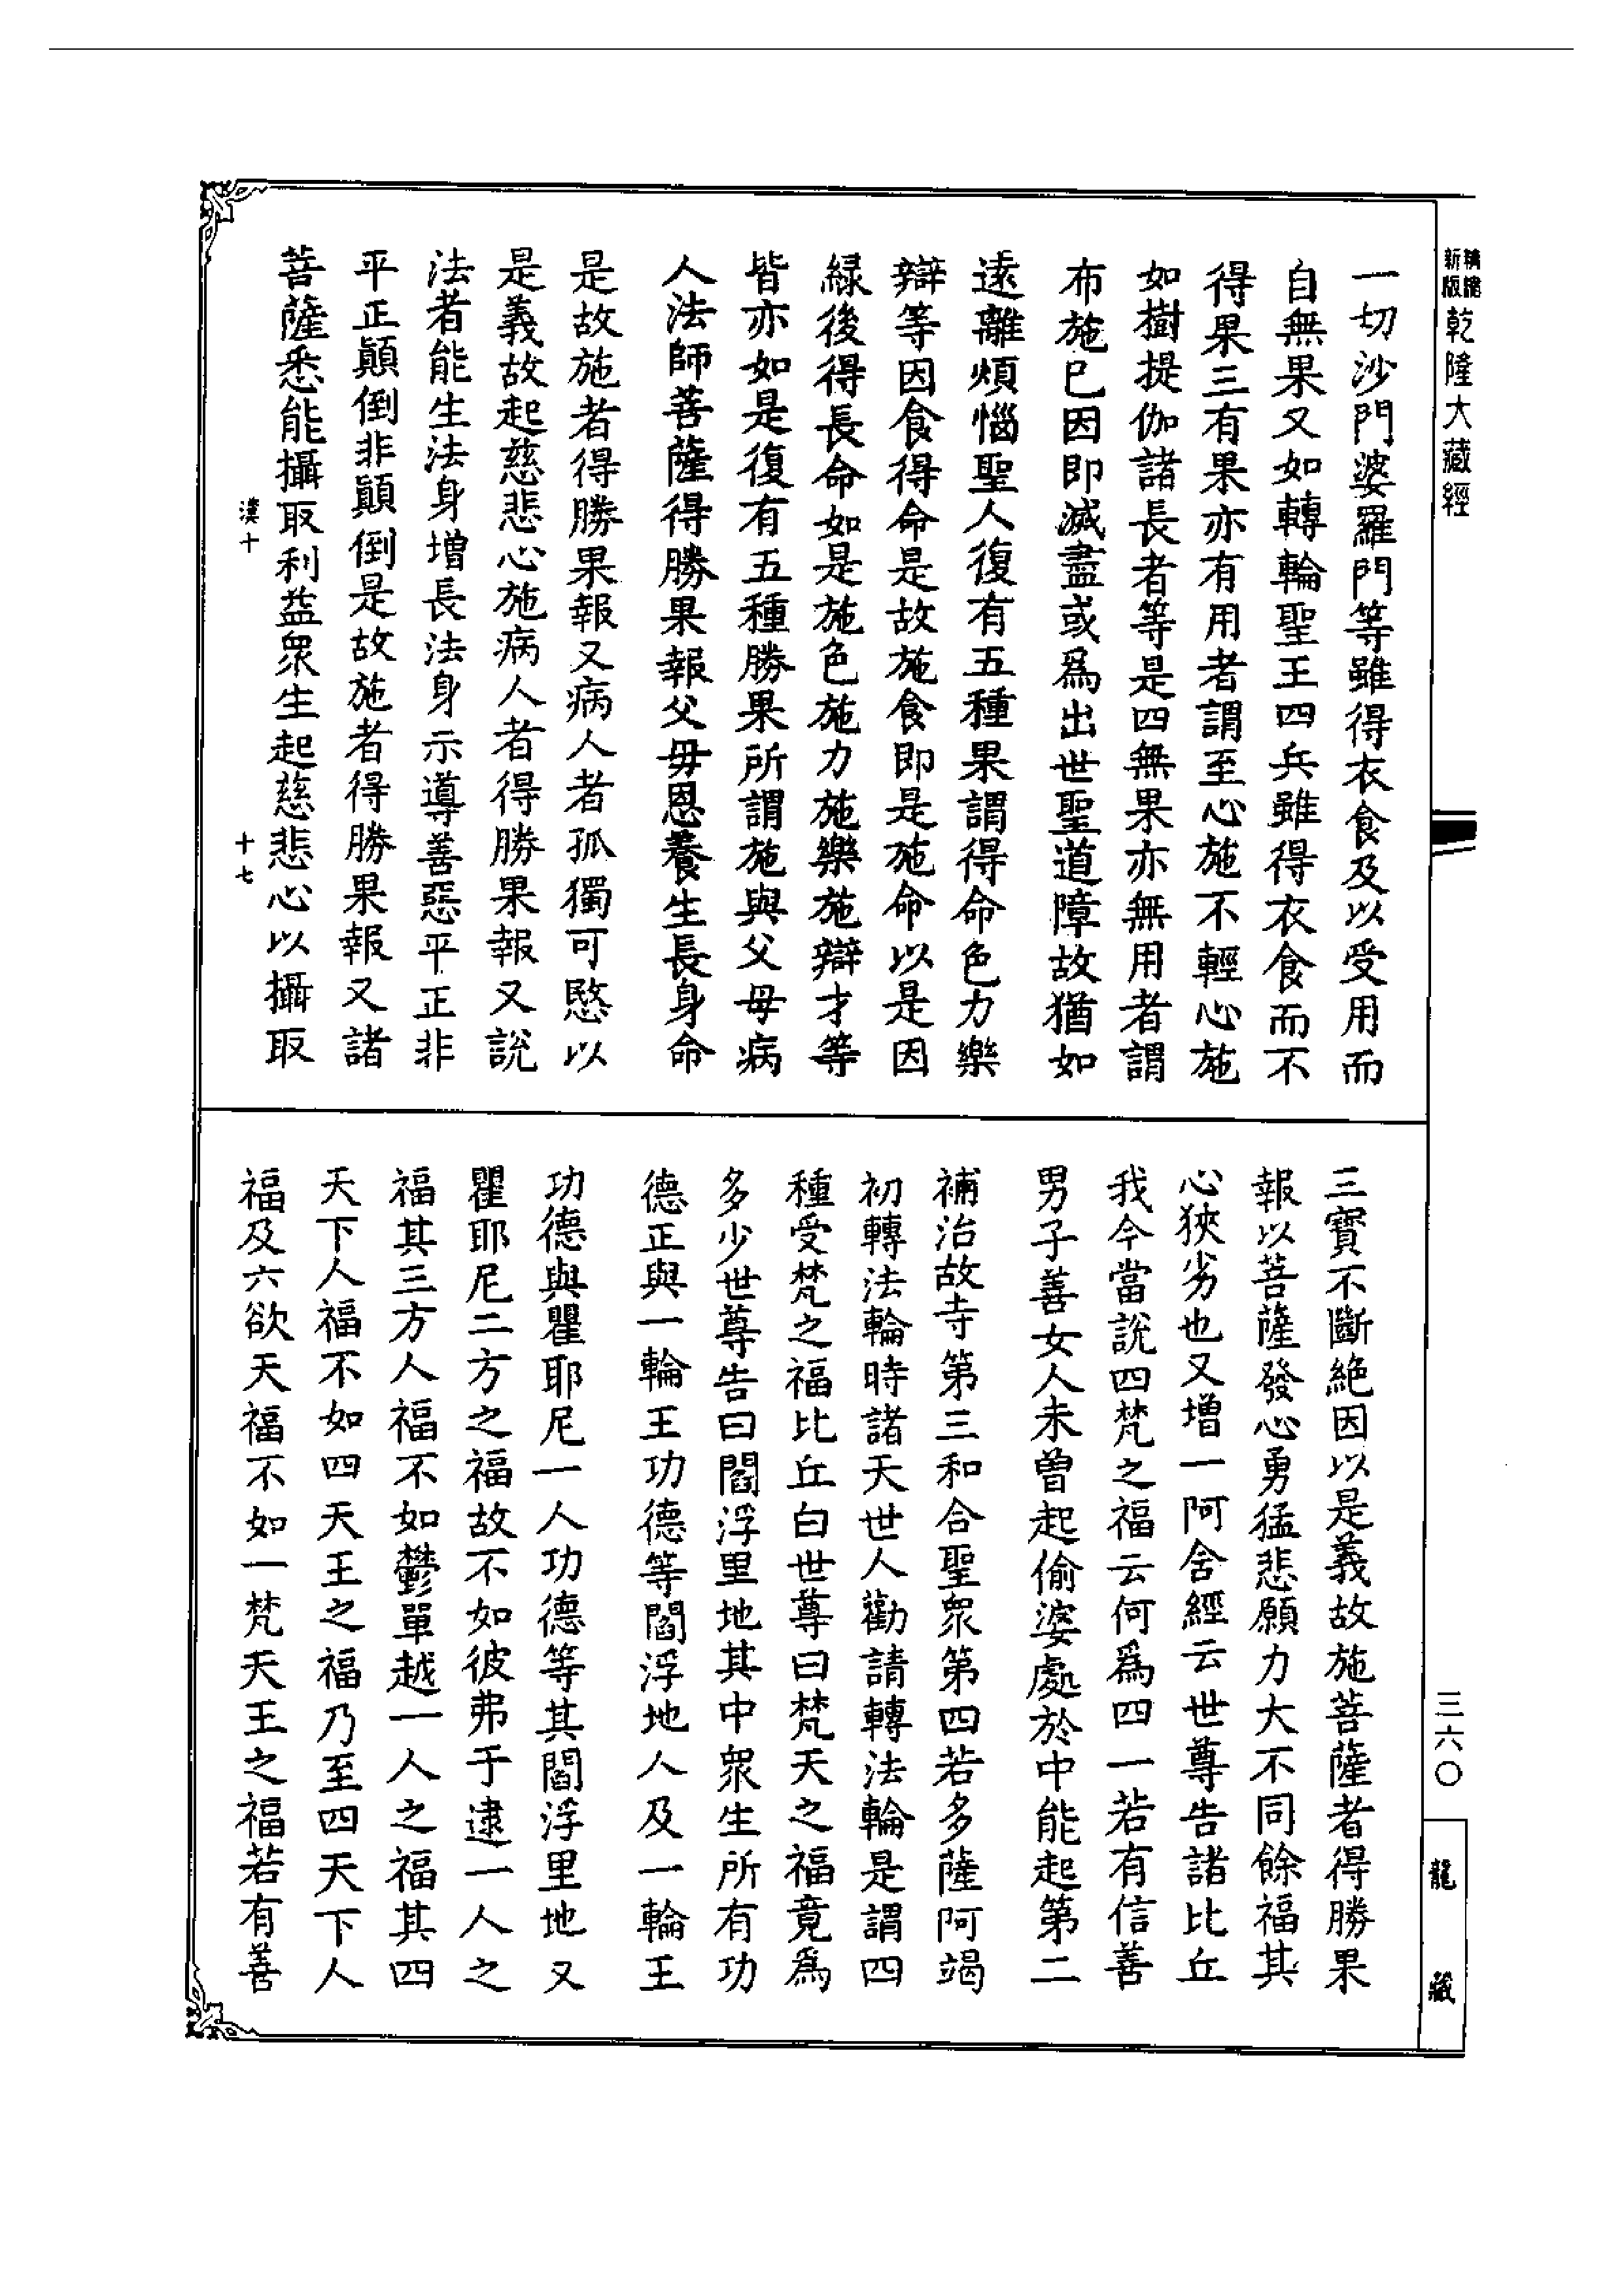 精諸新版乾隆大藏經
一切沙門婆羅門等雖得衣食及以受用而
自無果又如轉輪聖王四兵雖得衣食而不
得果三有果亦有用者謂至心施不輕心施
如樹提伽諸長者等是四無果亦無用者謂
布施已因即滅盡或爲出世聖道障故猶如
遠離煩惱聖人復有五種果謂得命色力樂
辯等因食得命是故施食即是施命以是因
緣後得長命如是施色施力施樂施辯才等
皆亦如是復有五種勝果所謂施與父母病
人法師菩薩得勝果報父毋恩養生長身命
是故施者得勝果報又病人者孤獨可愍以
是義故起慈悲心施病人者得勝果報又說
法者能生法身增長法身示導善惡平正非
平正顛倒非顛倒是故施者得勝果報又諸
菩薩悉能攝取利益眾生起慈悲心以攝取
漢十 十七
三寶不斷絶因以是義故施菩薩者得勝果
報以菩薩發心勇猛悲願力大不同餘福其
心狹劣也又增一阿含經云世尊告諸比丘
我今當說四梵之福云何爲四一若有信善
男子善女人未曾起偷婆處於中能起第二
補治故寺第三和合聖眾第四若多薩阿竭
初轉法輪時諸天世人勸請轉法輪是謂四
種受梵之福比丘白世尊曰梵天之福竟爲
多少世尊告曰閻浮里地其中眾生所有功
德正與一輪王功德等閻浮地人及一輪王
功德與瞿耶尼一人功德等其閻浮里地又
瞿耶尼二方之福故不如彼弗于逮一人之
福其三方人福不如鬱單越一人之福其四
天下人福不如四天王之福乃至四天下人
福及六欲天福不如一梵天王之福若有善
三六〇
龍藏